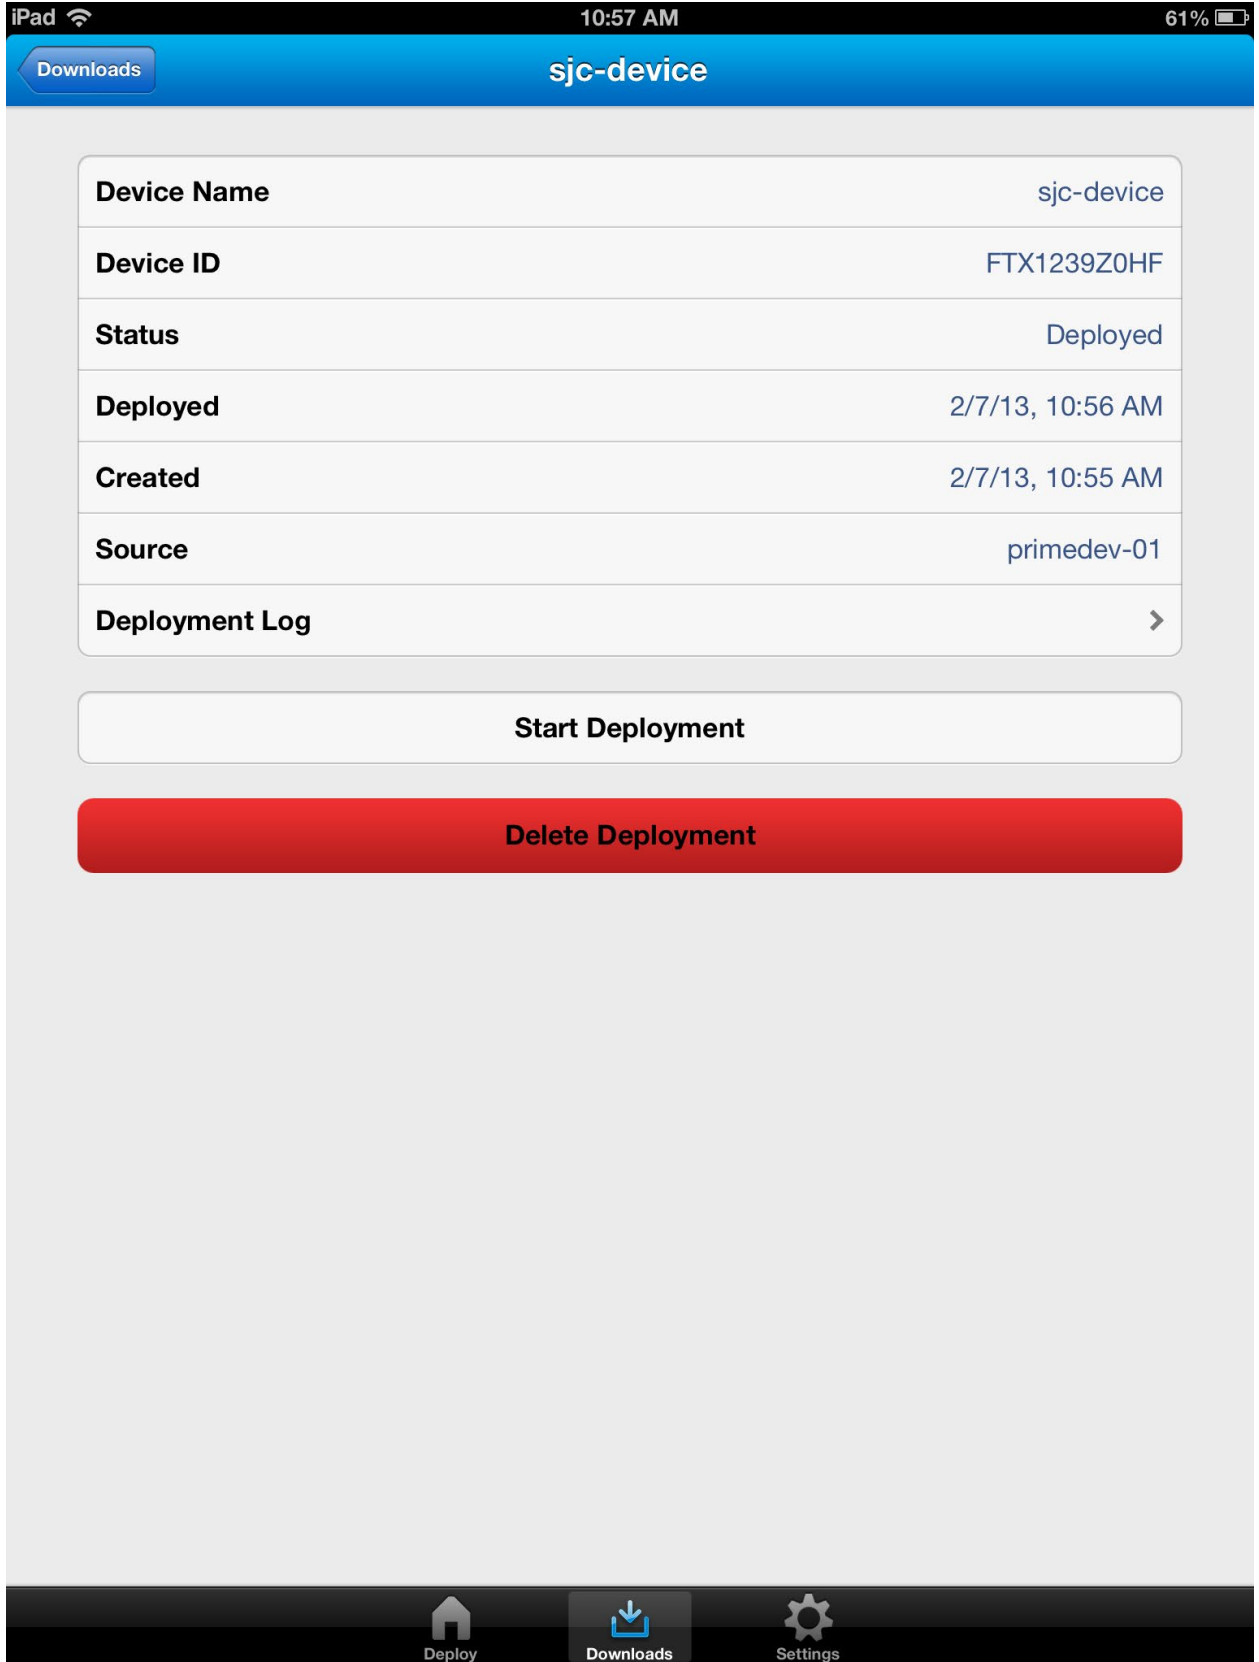 iPad 10:57 AM 61%
Downloads sjc-device
Device Name sjc-device
Device ID FTX1239Z0HF
Status Deployed
Deployed 2/7/13, 10:56 AM
Created 2/7/13, 10:55 AM
Source primedev-01
Deployment Log
Start Deployment
Delete Deployment
Deploy Downloads Settings